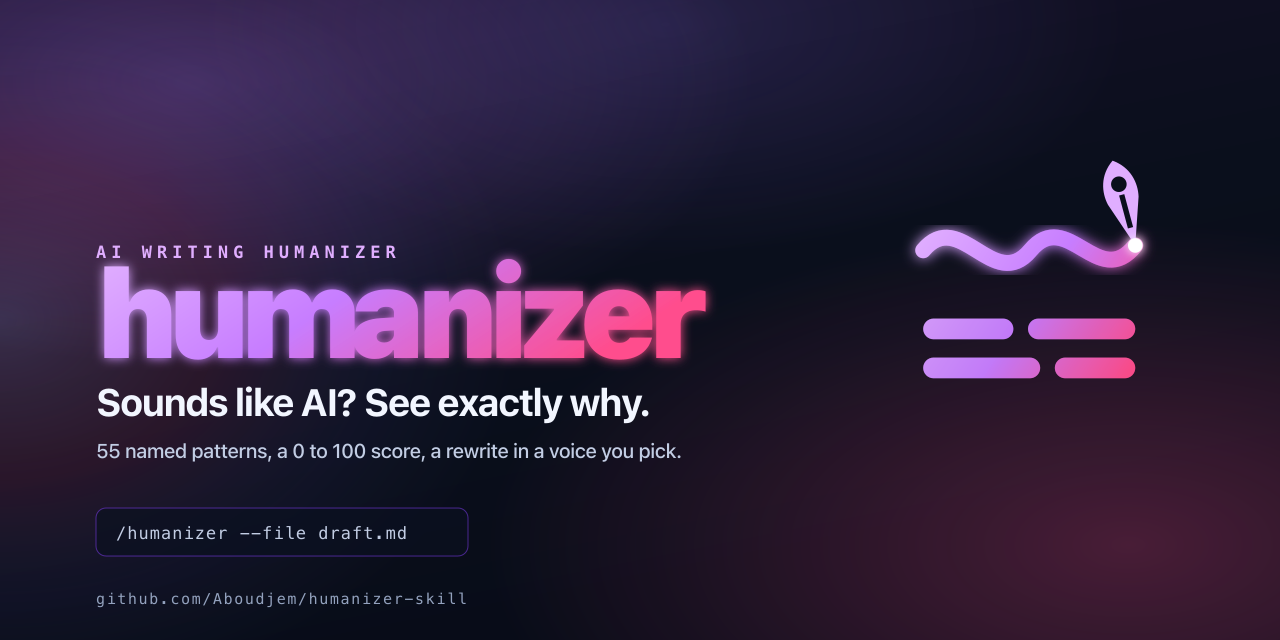 AI WRITING HUMANIZER
humanizer
Sounds like AI? See exactly why.
55 named patterns, a 0 to 100 score, a rewrite in a voice you pick.
/humanizer --file draft.md
github.com/Aboudjem/humanizer-skill